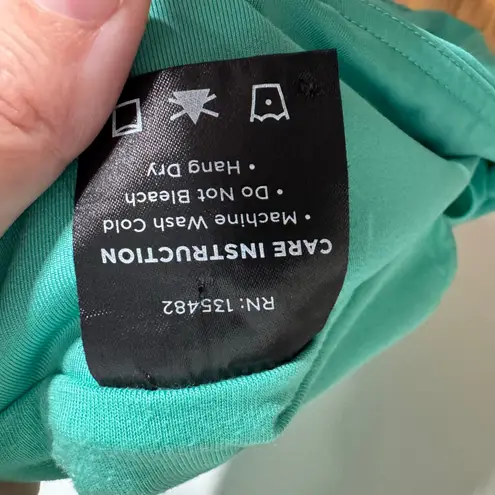 RN: 135482
CARE INSTRUCTION
• Machine Wash Cold
• Do Not Bleach
• Hang Dry